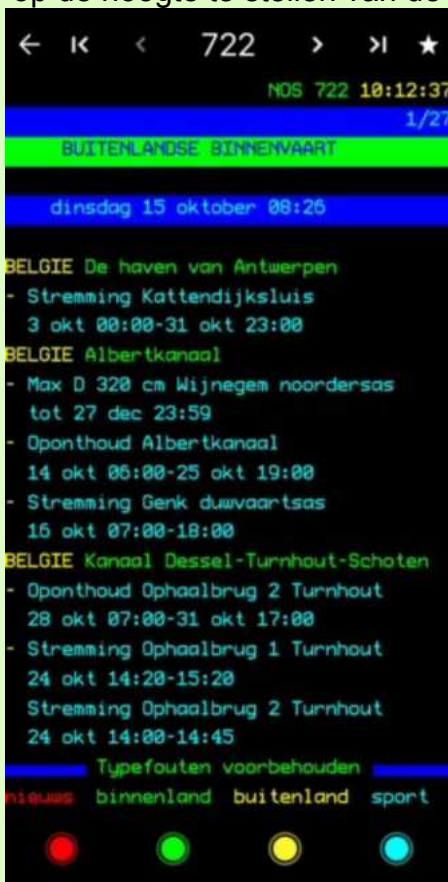 op de hoogte te stellen van de
722
NOS 722 10:12:37
1/27
BUITENLANDSE BINNENVAART
dinsdag 15 oktober 08:26
BELGIE De haven van Antwerpen
- Stremming Kattendijksluis
3 okt 00:00-31 okt 23:00
BELGIE Albertkanaal
- Max D 320 cm Wijnegem noordersas
tot 27 dec 23:59
- Oponthoud Albertkanaal
14 okt 06:00-25 okt 19:00
- Stremming Genk duwvaartsas
16 okt 07:00-18:00
BELGIE Kanaal Dessel-Turnhout-Schoten
- Oponthoud Ophaalbrug 2 Turnhout
28 okt 07:00-31 okt 17:00
- Stremming Ophaalbrug 1 Turnhout
24 okt 14:20-15:20
Stremming Ophaalbrug 2 Turnhout
24 okt 14:00-14:45
Typefouten voorbehouden
nieuws binnenland buitenland sport